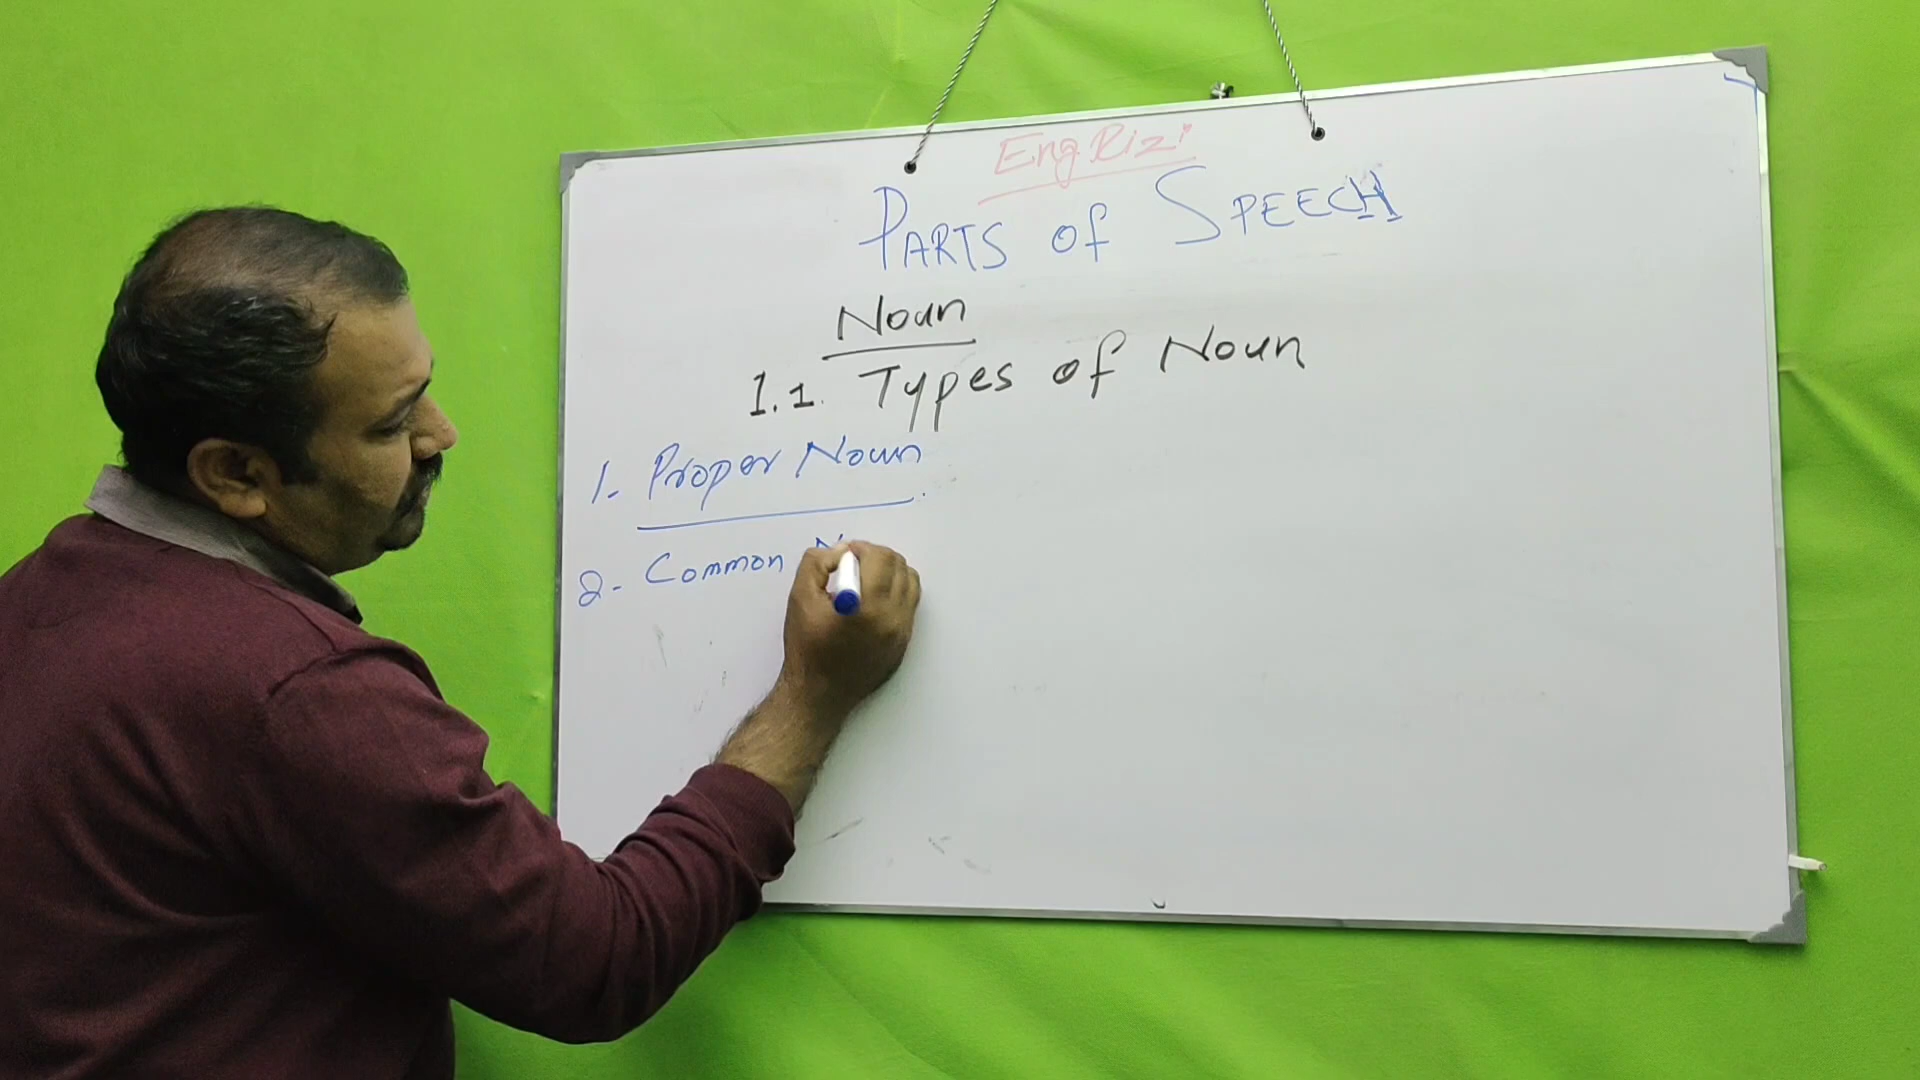 Eng Rizi
PARTS of SPEECH
Noun
1.1. Types of Noun
1- Proper Noun
2- Common N